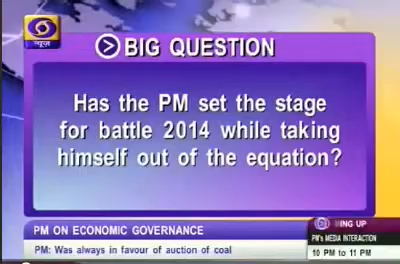 न्यूज़
BIG QUESTION
Has the PM set the stage
for battle 2014 while taking
himself out of the equation?
PM ON ECONOMIC GOVERNANCE
PM: Was always in favour of auction of coal
ING UP
PM's MEDIA INTERACTION
10 PM to 11 PM